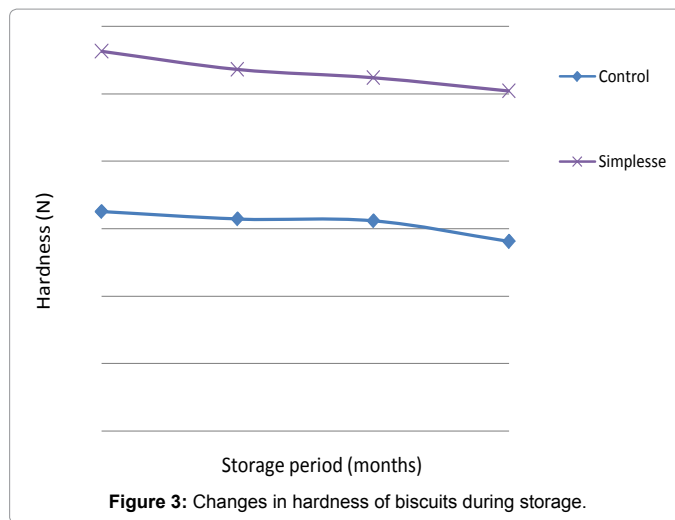 Control
Simplesse
Hardness (N)
Storage period (months)
Figure 3: Changes in hardness of biscuits during storage.